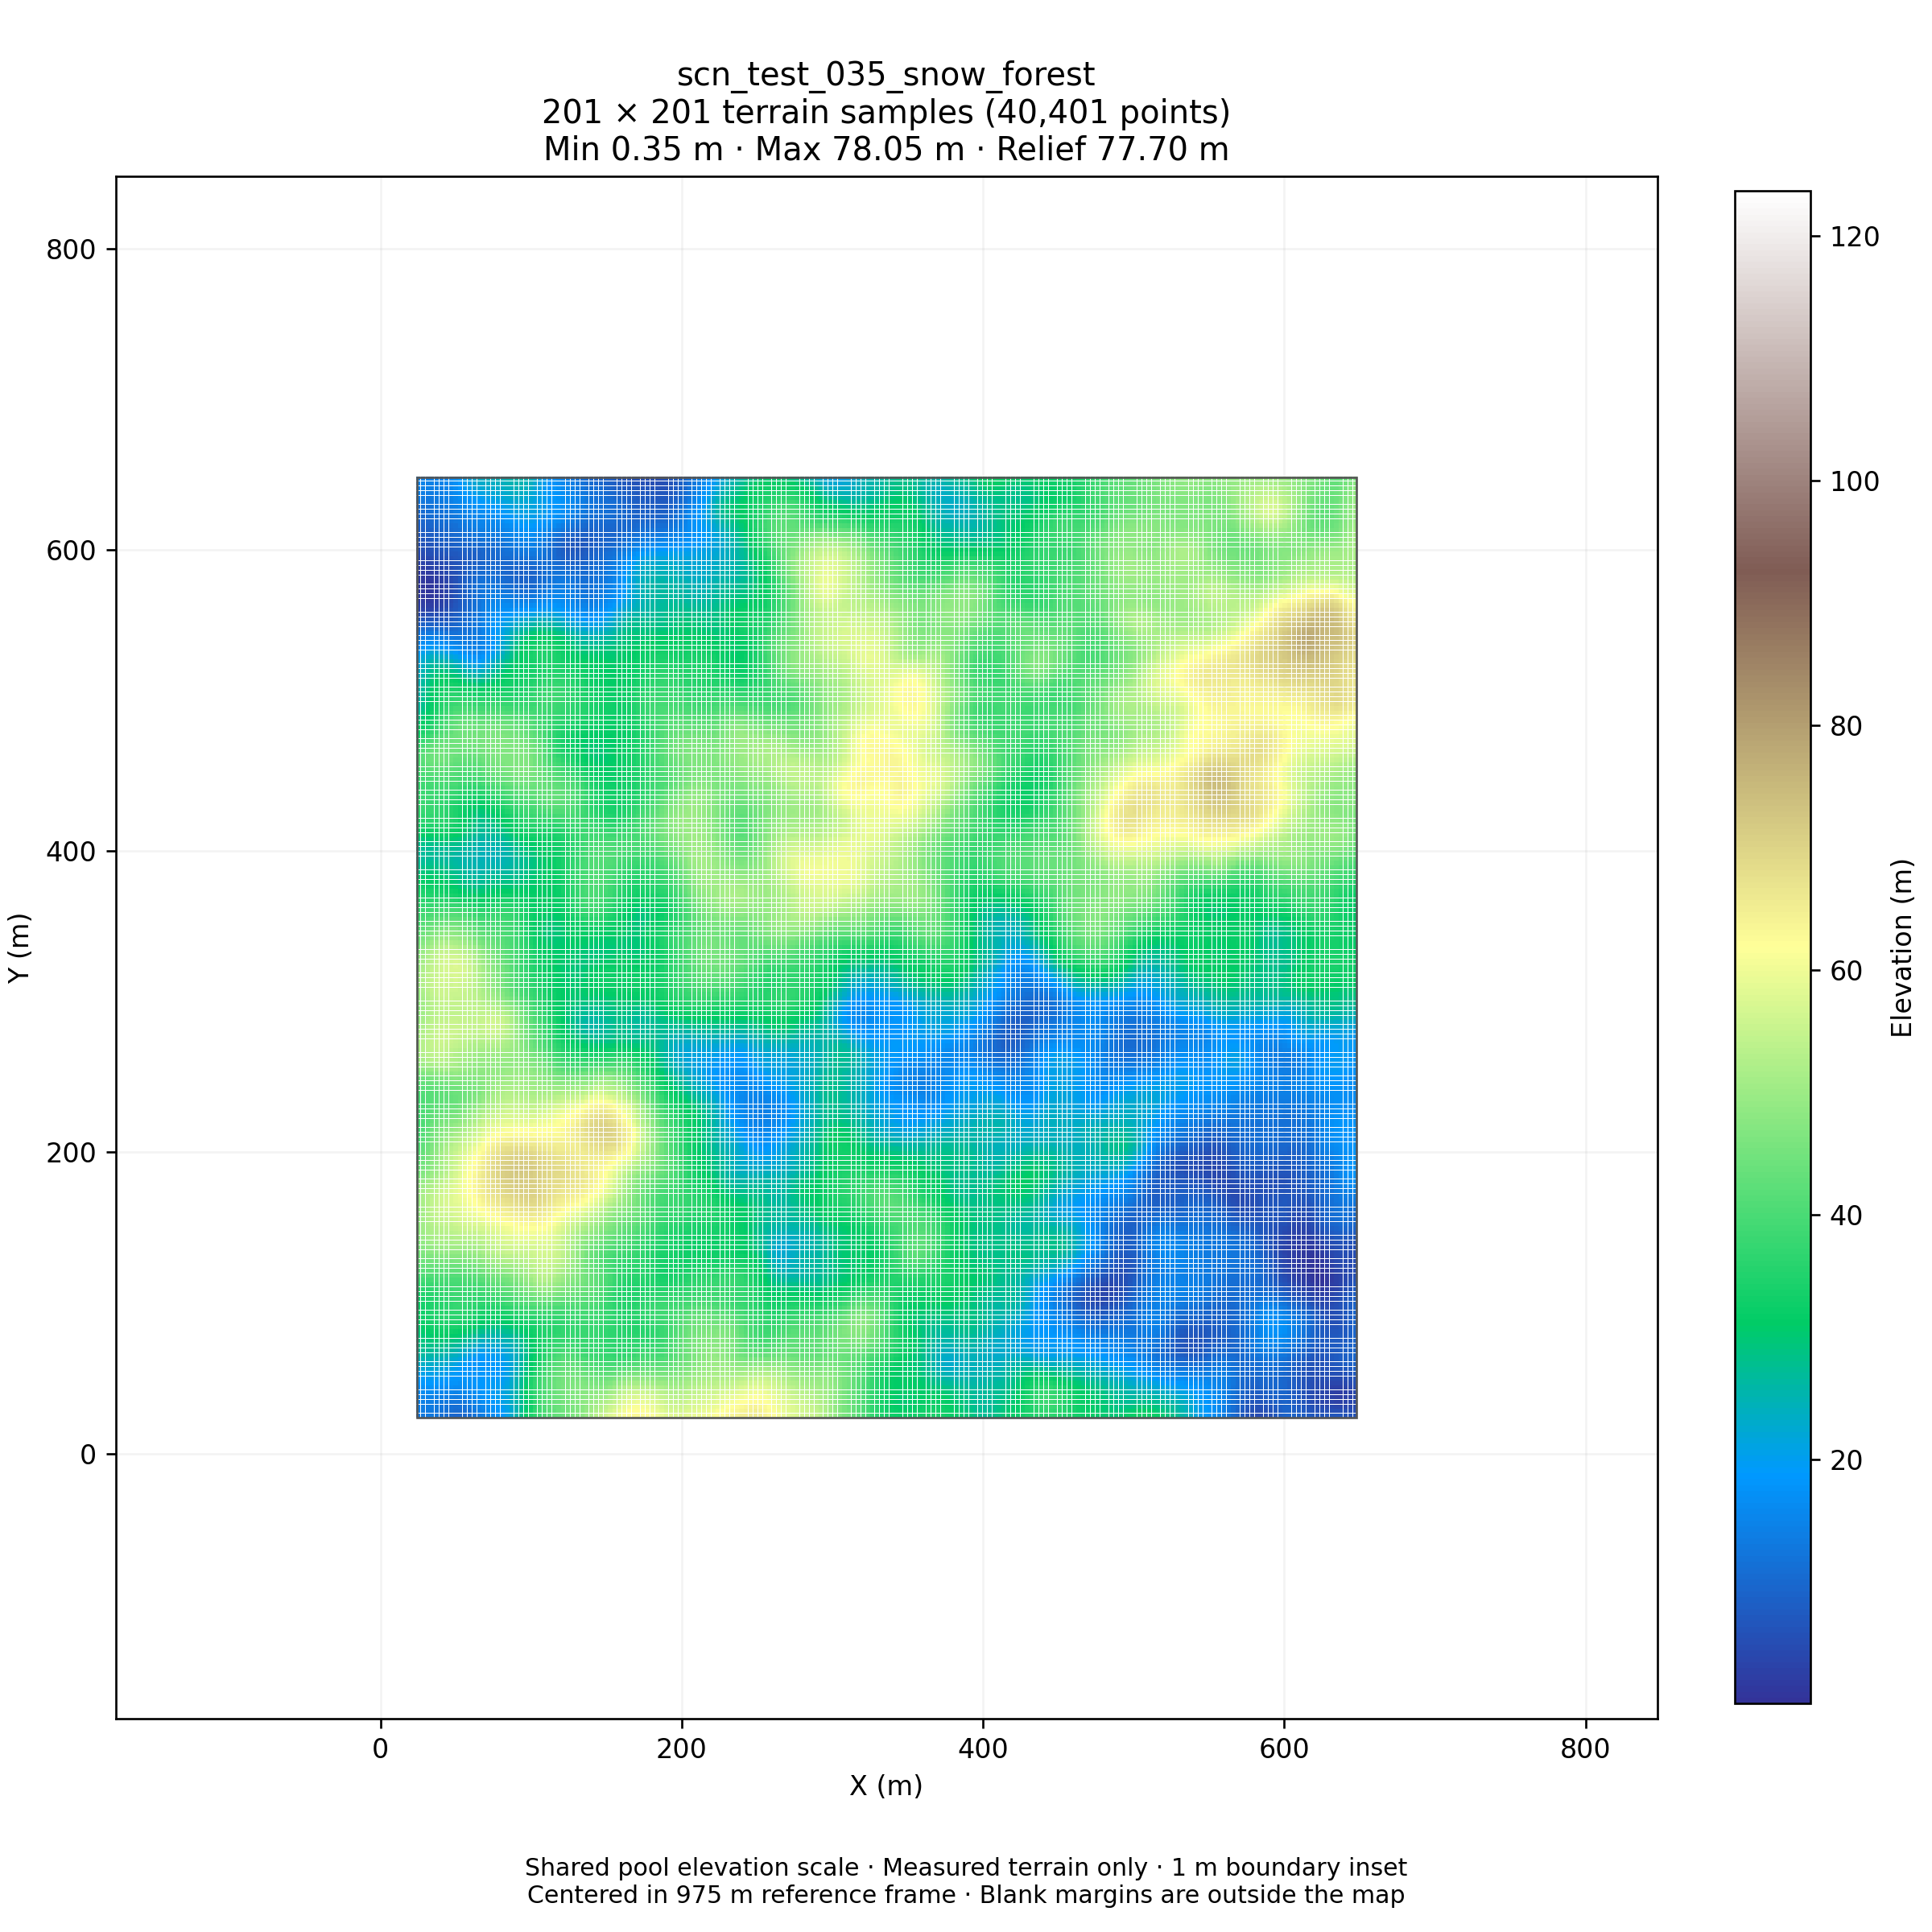 scn_test_035_snow_forest
201 × 201 terrain samples (40,401 points)
Min 0.35 m · Max 78.05 m · Relief 77.70 m
800
600
400
200
0
Y (m)
0
200
400
600
800
X (m)
120
100
80
60
40
20
Elevation (m)
Shared pool elevation scale · Measured terrain only · 1 m boundary inset
Centered in 975 m reference frame · Blank margins are outside the map